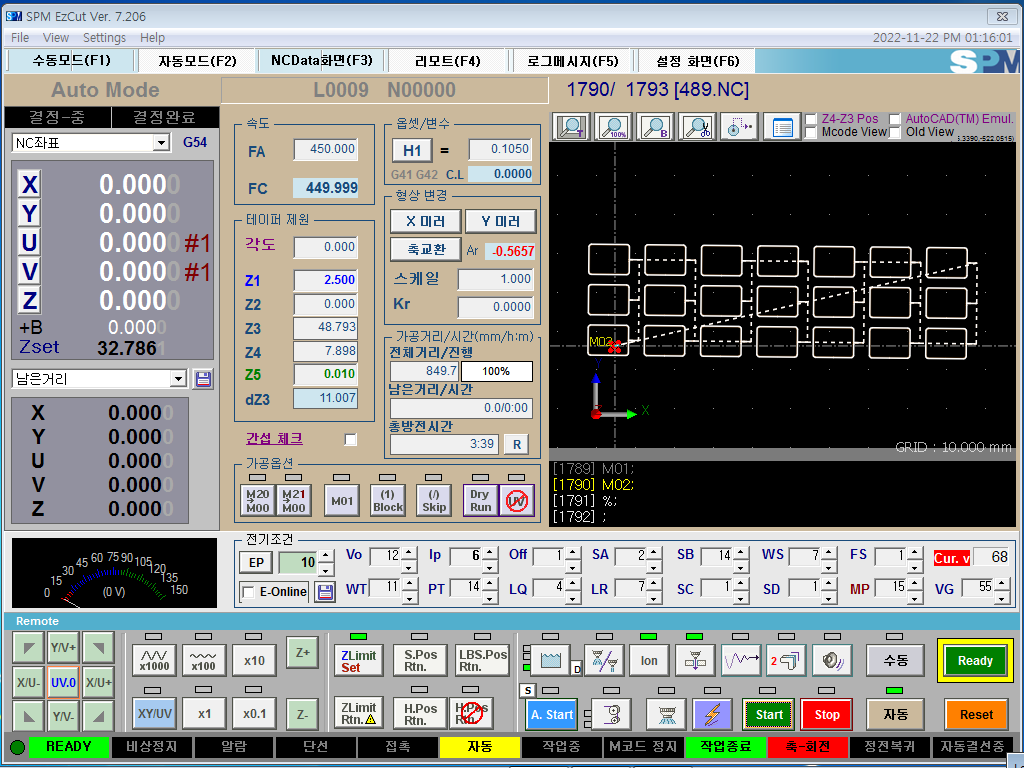 SPM SPM EzCut Ver. 7.206
File View Settings Help 2022-11-22 PM 01:16:01
수동모드(F1) 자동모드(F2) NCData화면(F3) 리모트(F4) 로그메시지(F5) 설정 화면(F6) SPM
Auto Mode L0009 N00000 1790/ 1793 [489.NC]
결정-중 결정완료
NC좌표 G54
X 0.0000
Y 0.0000
U 0.0000 #1
V 0.0000 #1
Z 0.0000
+B 0.0000
Zset 32.7861
남은거리
X 0.0000
Y 0.0000
U 0.0000
V 0.0000
Z 0.0000
속도
FA 450.000
FC 449.999
테이퍼 제원
각도 0.000
Z1 2.500
Z2 0.000
Z3 48.793
Z4 7.898
Z5 0.010
dZ3 11.007
간섭 체크
옵셋/변수
H1 = 0.1050
G41 G42 C.L 0.0000
형상 변경
X 미러 Y 미러
축교환 Ar -0.5657
스케일 1.000
Kr 0.0000
가공거리/시간(mm/h:m)
전체거리/진행
849.7 100%
남은거리/시간
0.0/0:00
총방전시간
3:39 R
가공옵션
M20 M00 M21 M00 M01 (1) Block (/) Skip Dry Run UV
T 100% B
Z4-Z3 Pos AutoCAD(TM) Emul.
Mcode View Old View
5.3390,-522.0515)
M02
Y
X
GRID : 10.000 mm
[1789] M01;
[1790] M02;
[1791] %;
[1792] ;
0 15 30 45 60 75 90 105 120 135 150
(0 V)
전기조건
EP 10 Vo 12 Ip 6 Off 1 SA 2 SB 14 WS 7 FS 1 Cur. v 68
E-Online WT 11 PT 14 LQ 4 LR 7 SC 1 SD 1 MP 15 VG 55
Remote
Y/V+ x1000 x100 x10 Z+ ZLimit Set S.Pos Rtn. LBS.Pos Rtn. D Ion 2 수동 Ready
X/U- UV.0 X/U+
Y/V- XY/UV x1 x0.1 Z- ZLimit Rtn. H.Pos Rtn. H.Pos Rtn. S A. Start Start Stop 자동 Reset
READY 비상정지 알람 단선 접촉 자동 작업중 M코드 정지 작업종료 축-회전 정전복귀 자동결선중